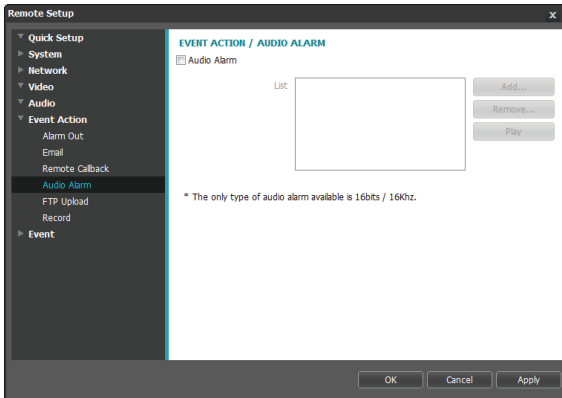 Remote Setup
x
Quick Setup
System
Network
Video
Audio
Event Action
Alarm Out
Email
Remote Callback
Audio Alarm
FTP Upload
Record
Event
EVENT ACTION / AUDIO ALARM
Audio Alarm
List
Add...
Remove...
Play
* The only type of audio alarm available is 16bits / 16Khz.
OK
Cancel
Apply